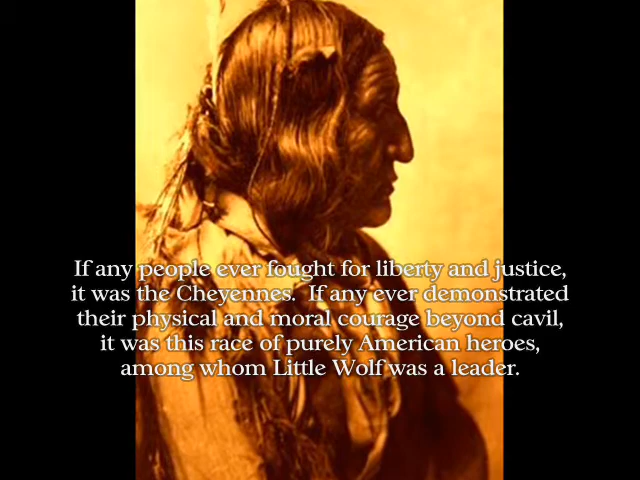 If any people ever fought for liberty and justice,
it was the Cheyennes.  If any ever demonstrated
their physical and moral courage beyond cavil,
it was this race of purely American heroes,
among whom Little Wolf was a leader.